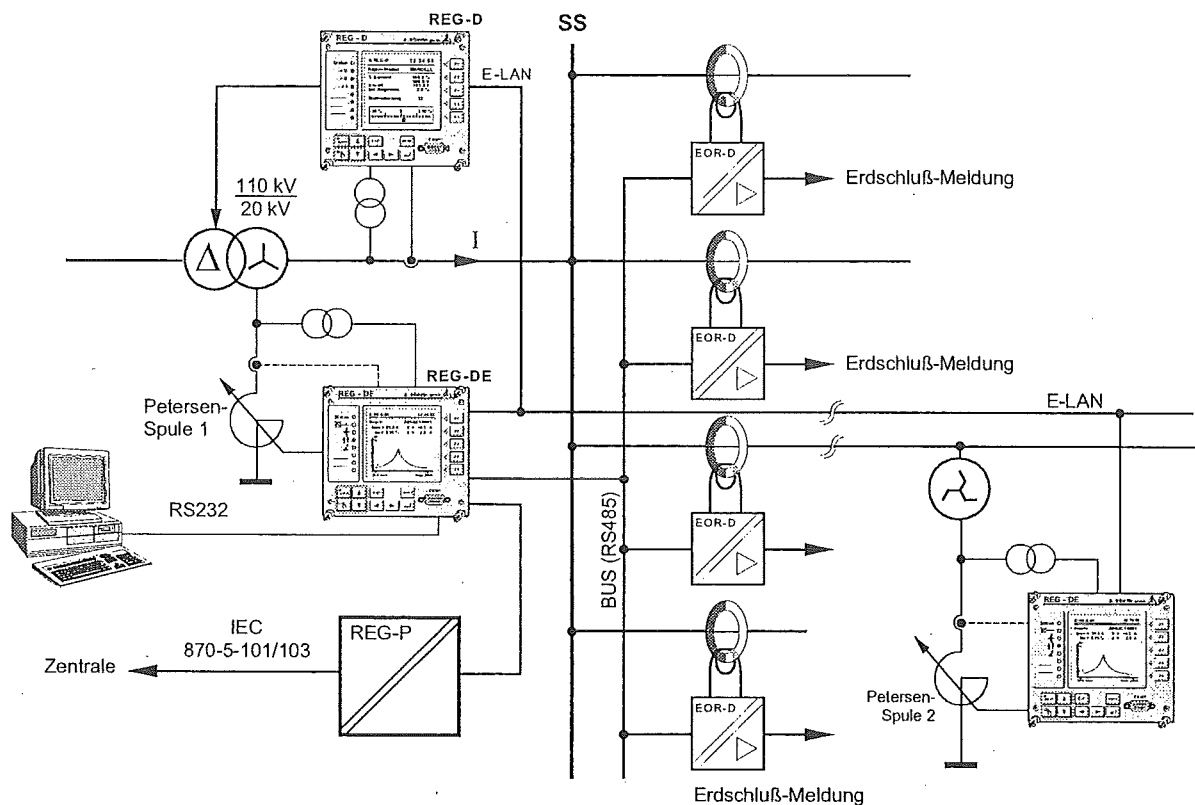 REG-D
SS
REG - D
E-LAN
110 kV
20 kV
I
EOR-D
Erdschluß-Meldung
EOR-D
Erdschluß-Meldung
REG-DE
REG - DE
Petersen-
Spule 1
E-LAN
RS232
BUS (RS485)
EOR-D
IEC
870-5-101/103
REG-P
Zentrale
REG - DE
Petersen-
Spule 2
EOR-D
Erdschluß-Meldung